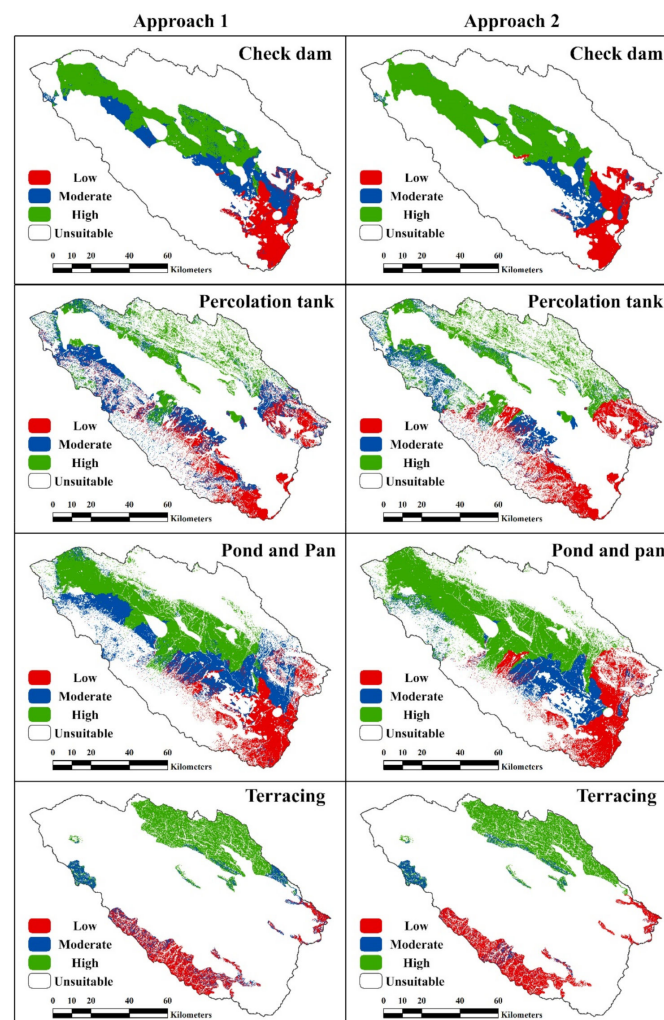 Approach 1
Approach 2
Check dam
Low
Moderate
High
Unsuitable
0 10 20 40 60
Kilometers
Check dam
Low
Moderate
High
Unsuitable
0 10 20 40 60
Kilometers
Percolation tank
Low
Moderate
High
Unsuitable
0 10 20 40 60
Kilometers
Percolation tank
Low
Moderate
High
Unsuitable
0 10 20 40 60
Kilometers
Pond and Pan
Low
Moderate
High
Unsuitable
0 10 20 40 60
Kilometers
Pond and pan
Low
Moderate
High
Unsuitable
0 10 20 40 60
Kilometers
Terracing
Low
Moderate
High
Unsuitable
0 10 20 40 60
Kilometers
Terracing
Low
Moderate
High
Unsuitable
0 10 20 40 60
Kilometers